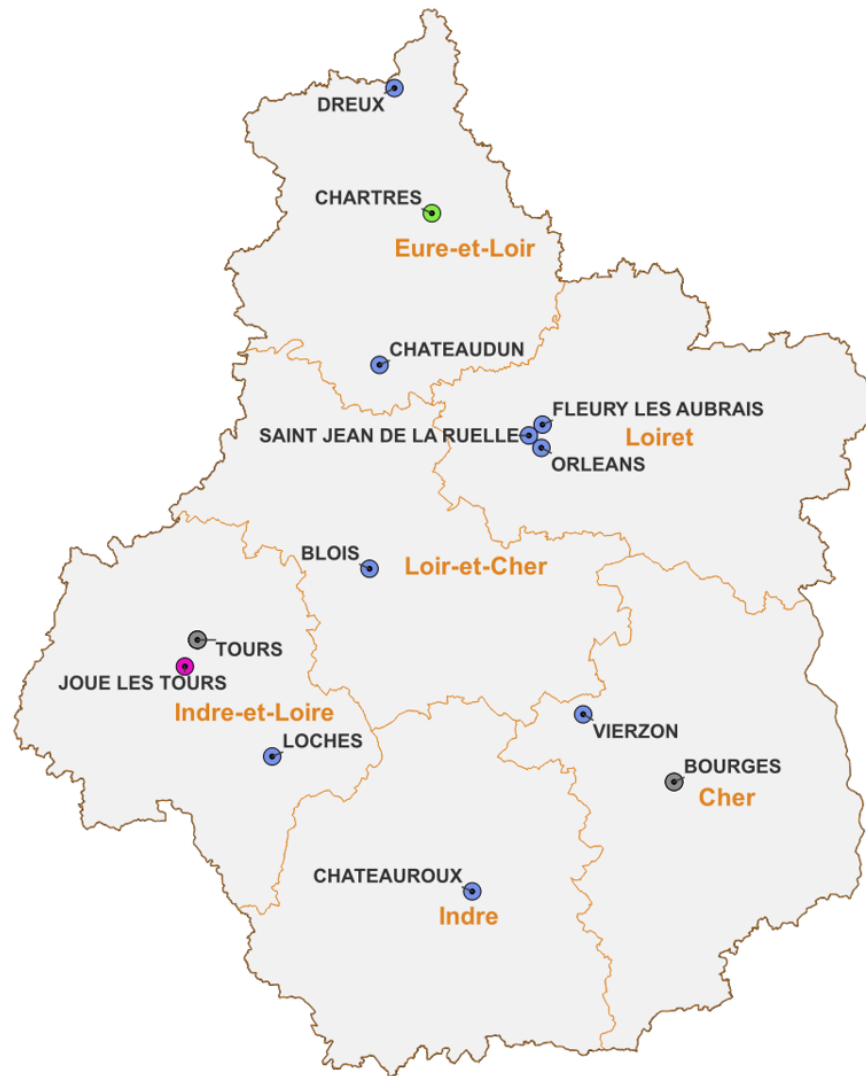 DREUX
CHARTRES
Eure-et-Loir
CHATEAUDUN
FLEURY LES AUBRAIS
SAINT JEAN DE LA RUELLE
Loiret
ORLEANS
BLOIS
Loir-et-Cher
TOURS
JOUE LES TOURS
Indre-et-Loire
LOCHES
VIERZON
BOURGES
Cher
CHATEAUROUX
Indre